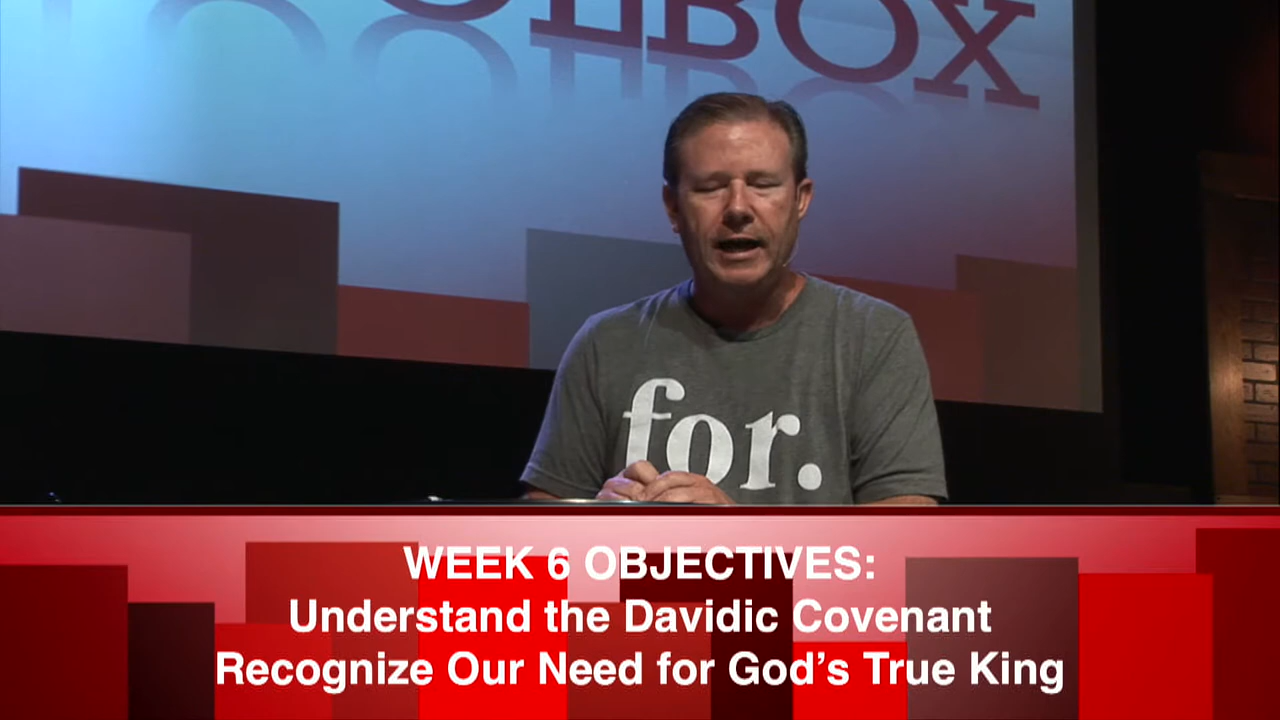 for.
WEEK 6 OBJECTIVES:
Understand the Davidic Covenant
Recognize Our Need for God’s True King